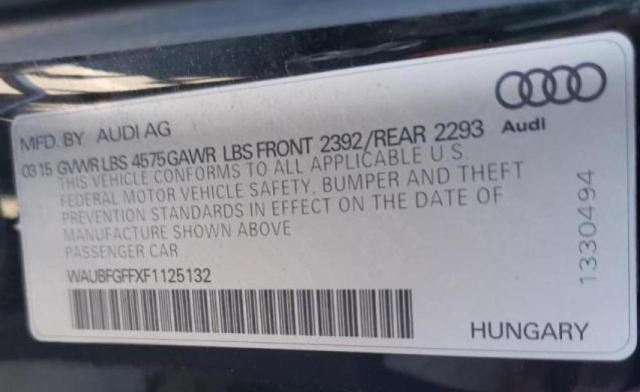 MFD. BY AUDI AG
03 15 GVWR LBS 4575 GAWR LBS FRONT 2392/REAR 2293
THIS VEHICLE CONFORMS TO ALL APPLICABLE U.S.
FEDERAL MOTOR VEHICLE SAFETY, BUMPER AND THEFT
PREVENTION STANDARDS IN EFFECT ON THE DATE OF
MANUFACTURE SHOWN ABOVE
PASSENGER CAR
WAUBFGFFXF1125132
Audi
1330494
HUNGARY